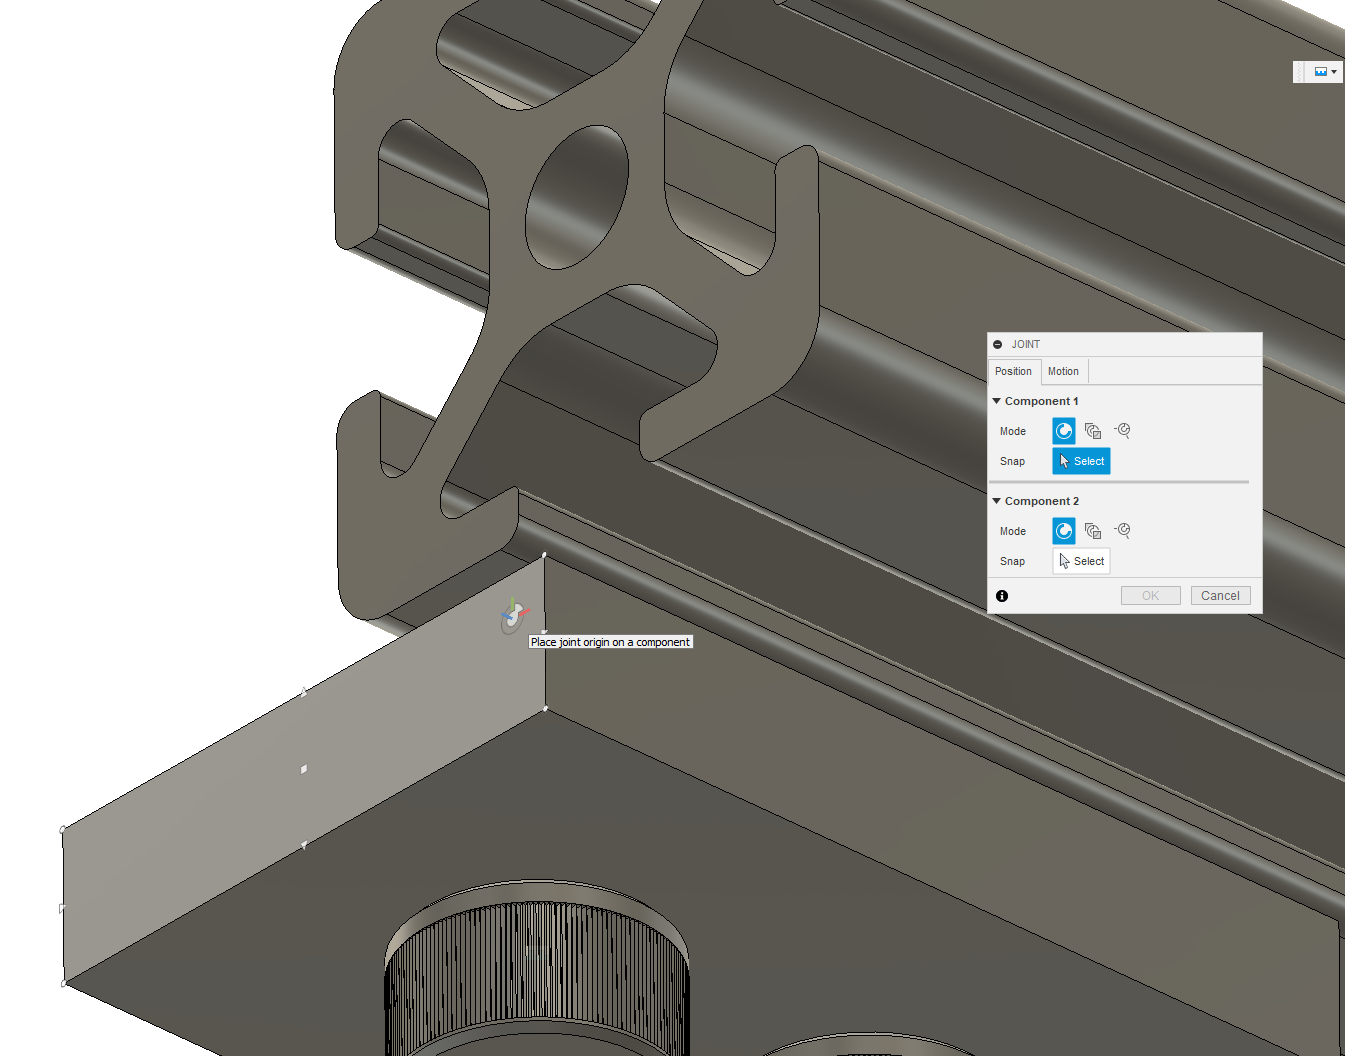 JOINT
Position Motion
Component 1
Mode
Snap Select
Component 2
Mode
Snap Select
OK Cancel
Place joint origin on a component